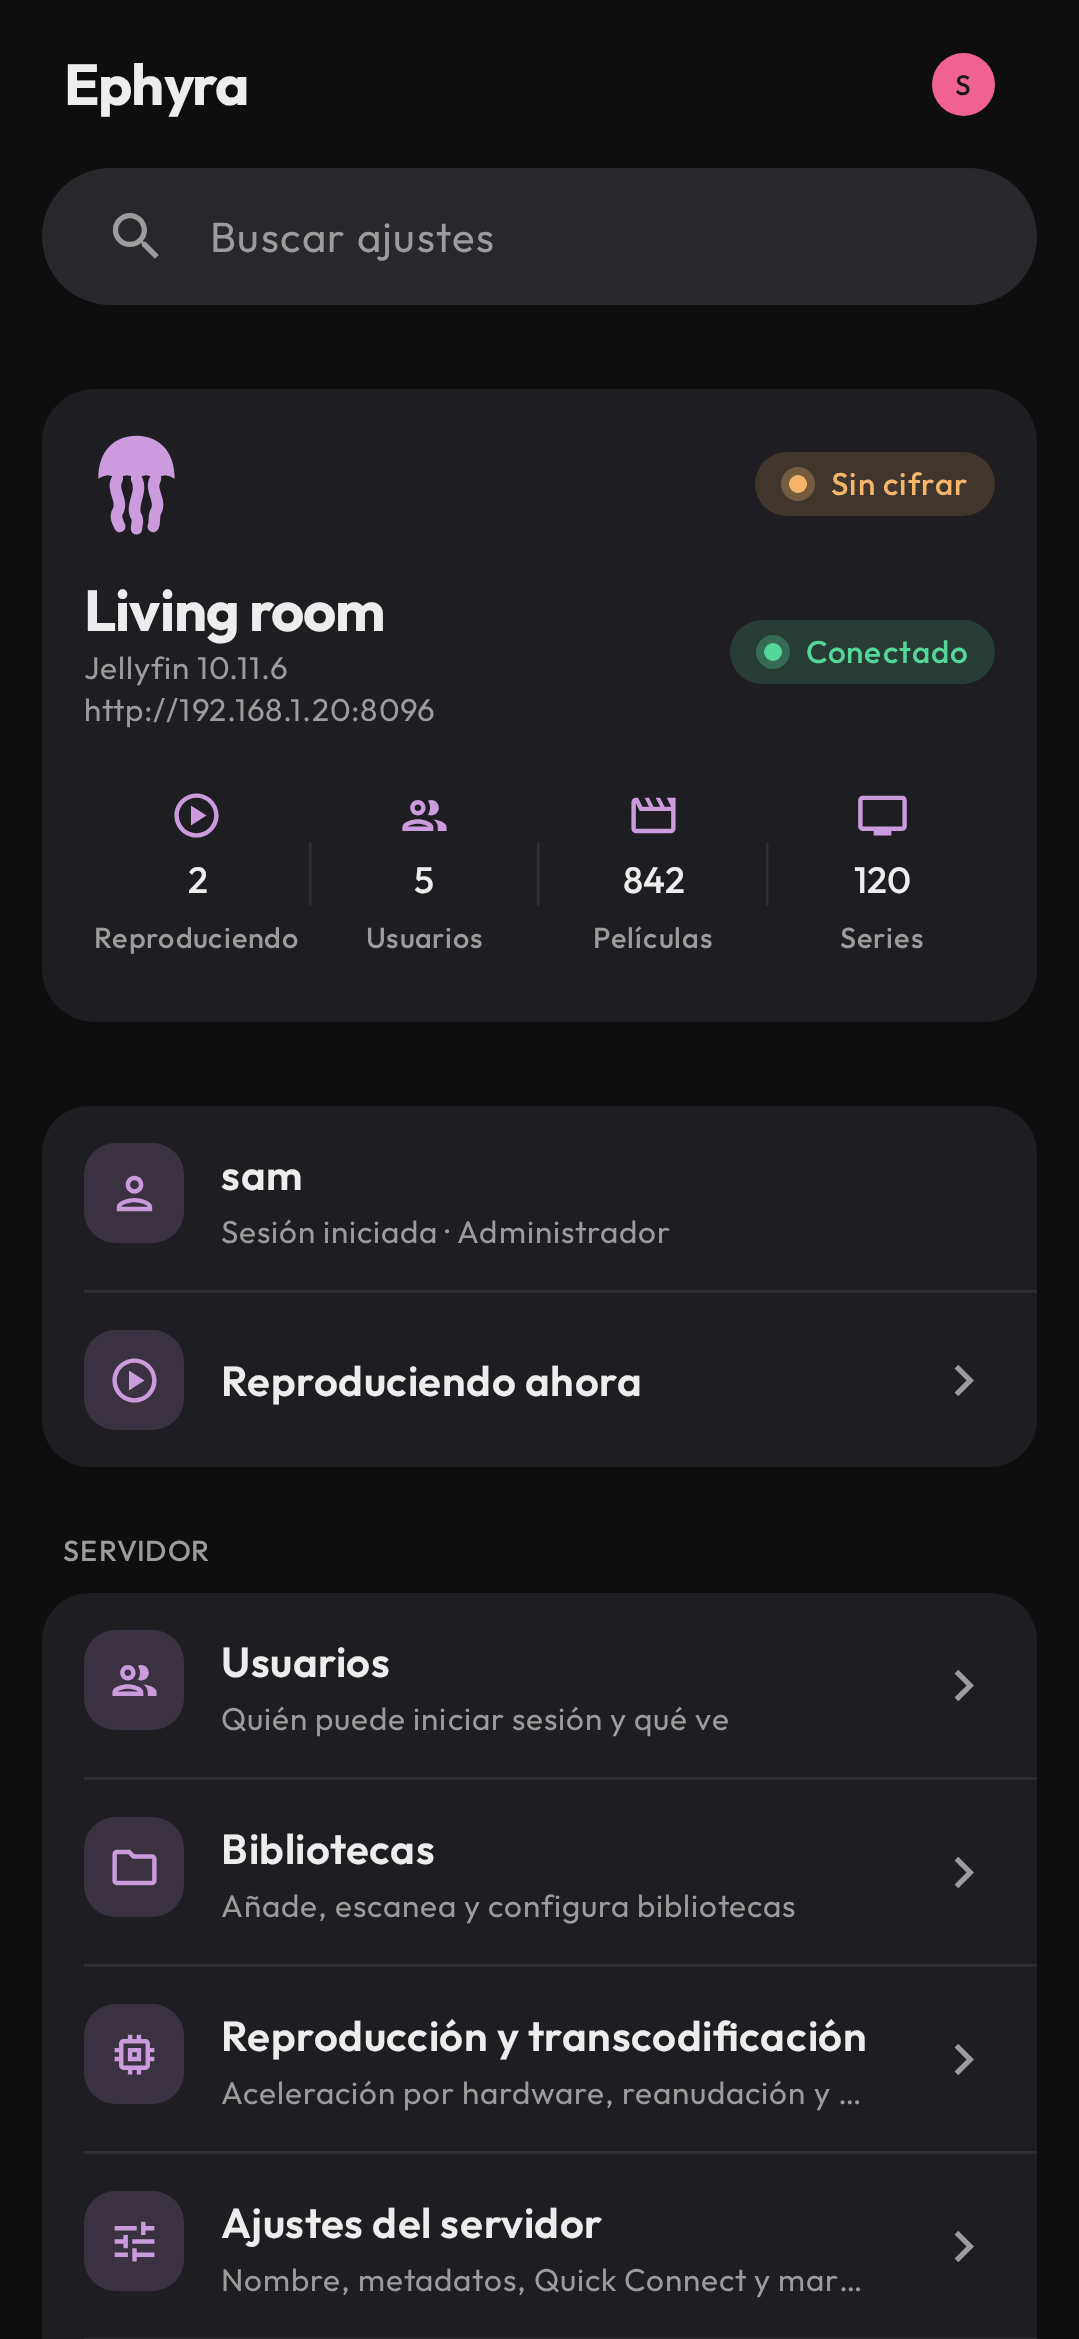 Ephyra
S
Buscar ajustes
Sin cifrar
Living room
Jellyfin 10.11.6
Conectado
http://192.168.1.20:8096
2
5
842
120
Reproduciendo
Usuarios
Películas
Series
sam
Sesión iniciada · Administrador
Reproduciendo ahora
SERVIDOR
Usuarios
Quién puede iniciar sesión y qué ve
Bibliotecas
Añade, escanea y configura bibliotecas
Reproducción y transcodificación
Aceleración por hardware, reanudación y ...
Ajustes del servidor
Nombre, metadatos, Quick Connect y mar...